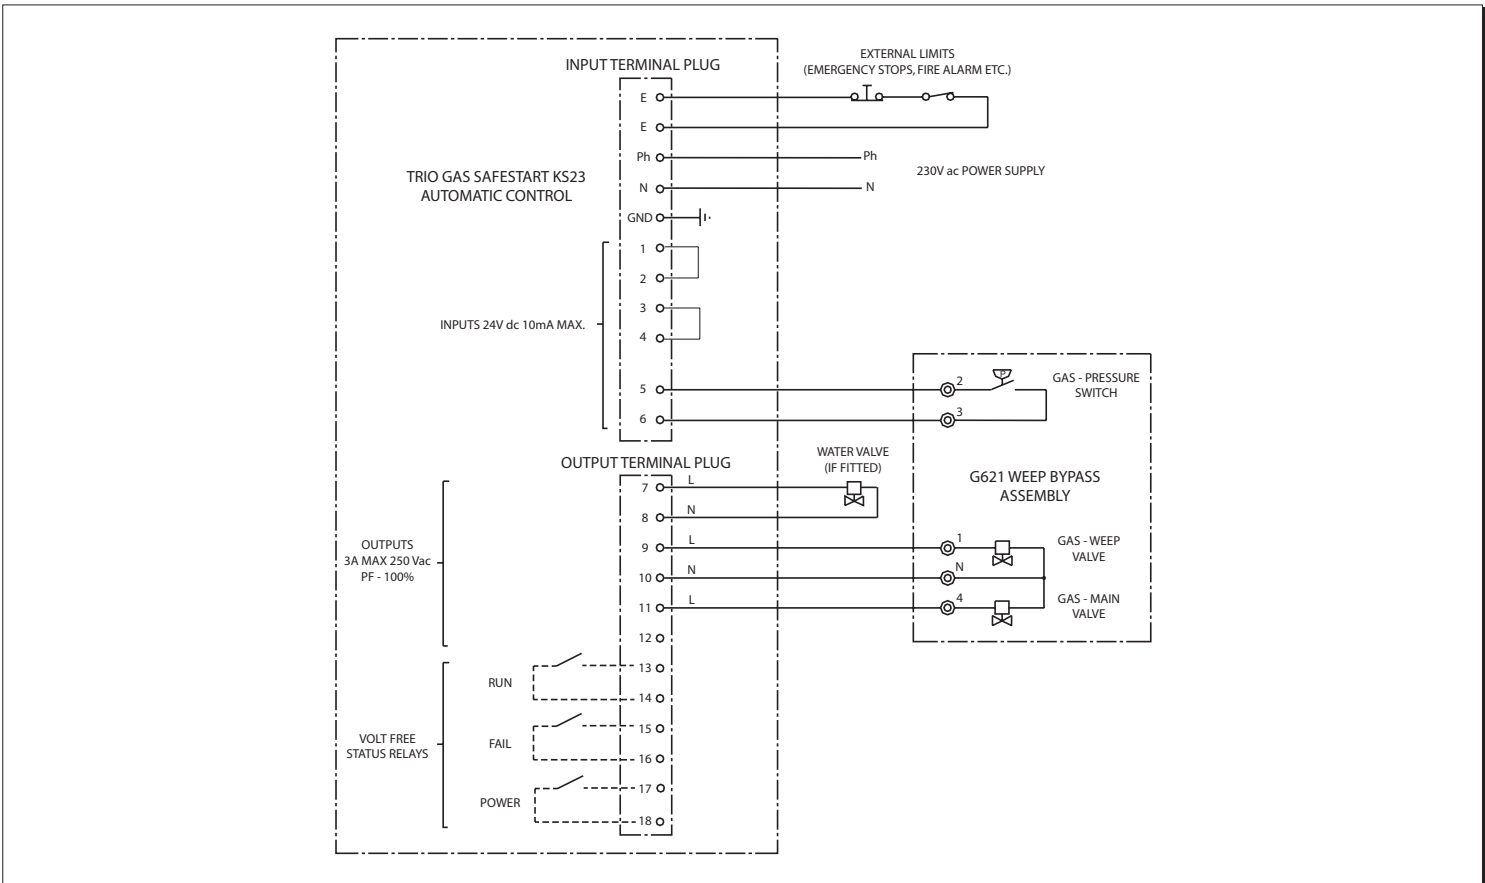 INPUT TERMINAL PLUG
EXTERNAL LIMITS
(EMERGENCY STOPS, FIRE ALARM ETC.)
E
E
Ph
Ph
230V ac POWER SUPPLY
N
N
TRIO GAS SAFESTART KS23
AUTOMATIC CONTROL
GND
1
2
3
4
INPUTS 24V dc 10mA MAX.
5
6
2
P
GAS - PRESSURE
SWITCH
3
G621 WEEP BYPASS
ASSEMBLY
OUTPUT TERMINAL PLUG
WATER VALVE
(IF FITTED)
7
L
8
N
9
L
1
GAS - WEEP
VALVE
10
N
N
11
L
4
GAS - MAIN
VALVE
12
OUTPUTS
3A MAX 250 Vac
PF - 100%
13
RUN
14
15
FAIL
16
17
POWER
18
VOLT FREE
STATUS RELAYS